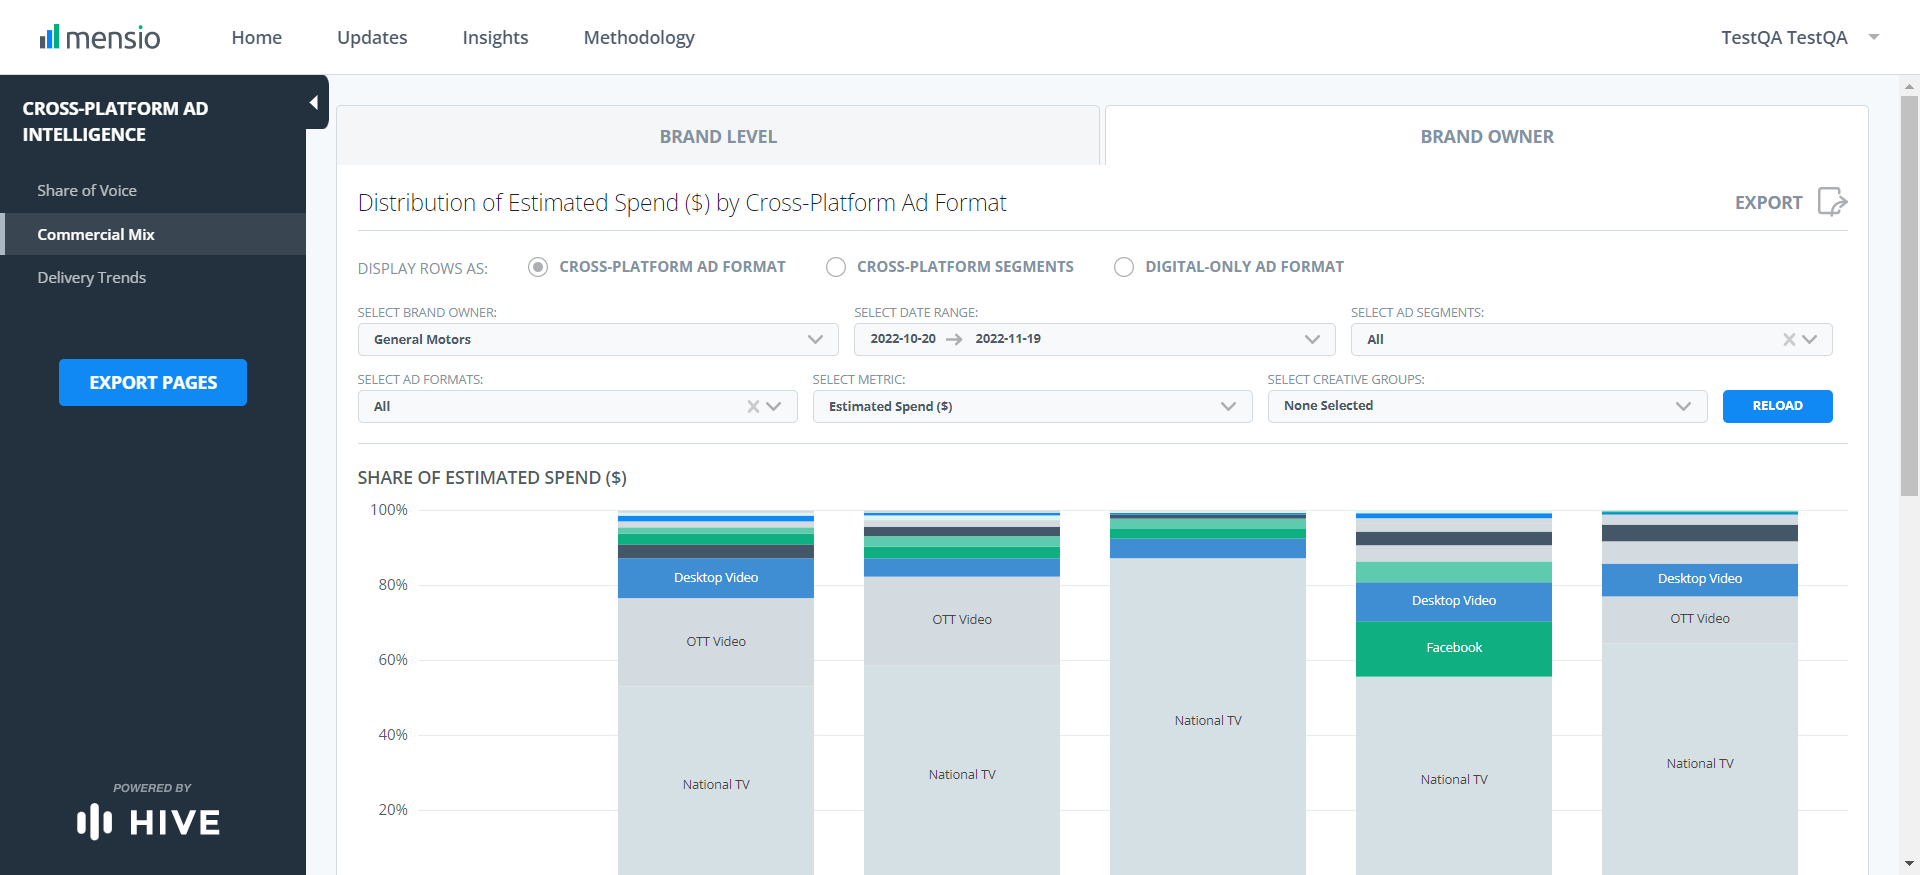 mensio
Home
Updates
Insights
Methodology
TestQA TestQA
CROSS-PLATFORM AD
INTELLIGENCE
Share of Voice
Commercial Mix
Delivery Trends
EXPORT PAGES
POWERED BY
HIVE
BRAND LEVEL
BRAND OWNER
Distribution of Estimated Spend ($) by Cross-Platform Ad Format
EXPORT
DISPLAY ROWS AS:
CROSS-PLATFORM AD FORMAT
CROSS-PLATFORM SEGMENTS
DIGITAL-ONLY AD FORMAT
SELECT BRAND OWNER:
General Motors
SELECT DATE RANGE:
2022-10-20 → 2022-11-19
SELECT AD SEGMENTS:
All
SELECT AD FORMATS:
All
SELECT METRIC:
Estimated Spend ($)
SELECT CREATIVE GROUPS:
None Selected
RELOAD
SHARE OF ESTIMATED SPEND ($)
100%
80%
60%
40%
20%
Desktop Video
OTT Video
National TV
OTT Video
National TV
National TV
Desktop Video
Facebook
National TV
Desktop Video
OTT Video
National TV